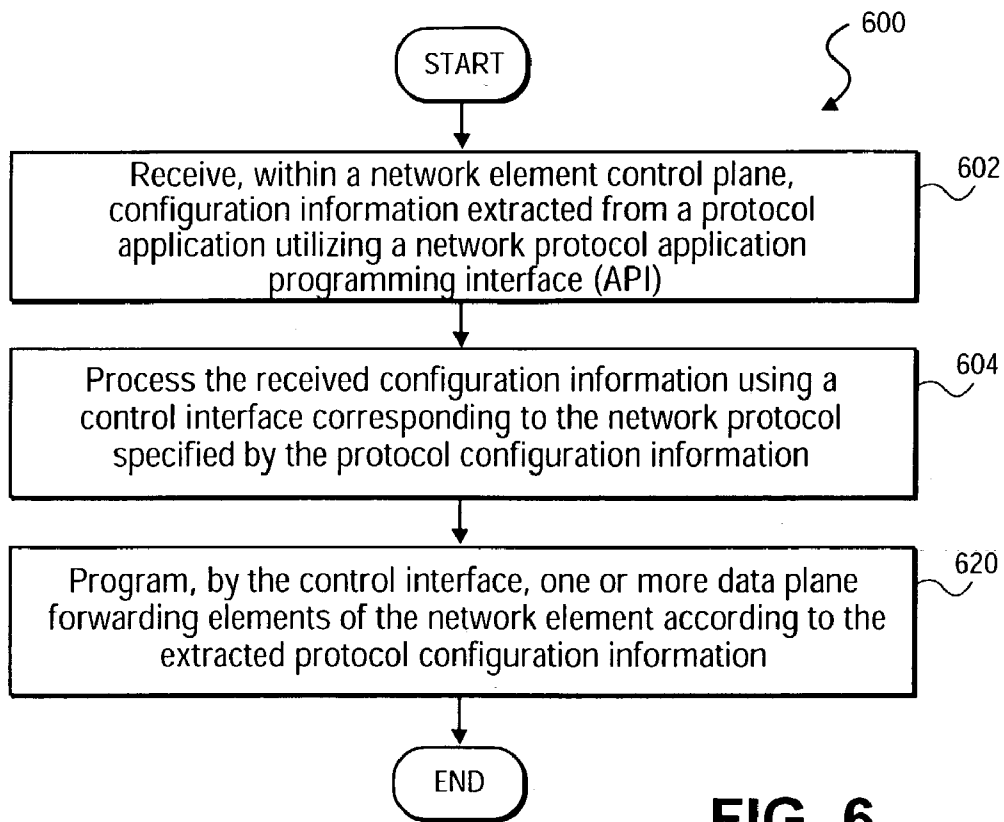 600
START
Receive, within a network element control plane,
configuration information extracted from a protocol
application utilizing a network protocol application
programming interface (API)
602
Process the received configuration information using a
control interface corresponding to the network protocol
specified by the protocol configuration information
604
Program, by the control interface, one or more data plane
forwarding elements of the network element according to the
extracted protocol configuration information
620
END
FIG. 6